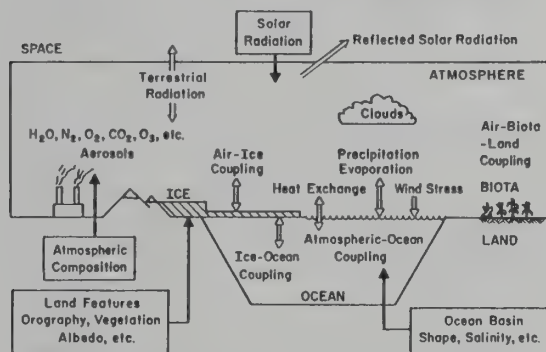 Solar
Radiation
Reflected Solar Radiation
SPACE
ATMOSPHERE
Terrestrial
Radiation
H₂O, N₂, O₂, CO₂, O₃, etc.
Aerosols
Clouds
Air-Biota
-Land
Coupling
Air-Ice
Coupling
Precipitation
Evaporation
Heat Exchange
Wind Stress
ICE
BIOTA
LAND
Atmospheric
Composition
Ice-Ocean
Coupling
Atmospheric-Ocean
Coupling
OCEAN
Land Features
Orography, Vegetation
Albedo, etc.
Ocean Basin
Shape, Salinity, etc.